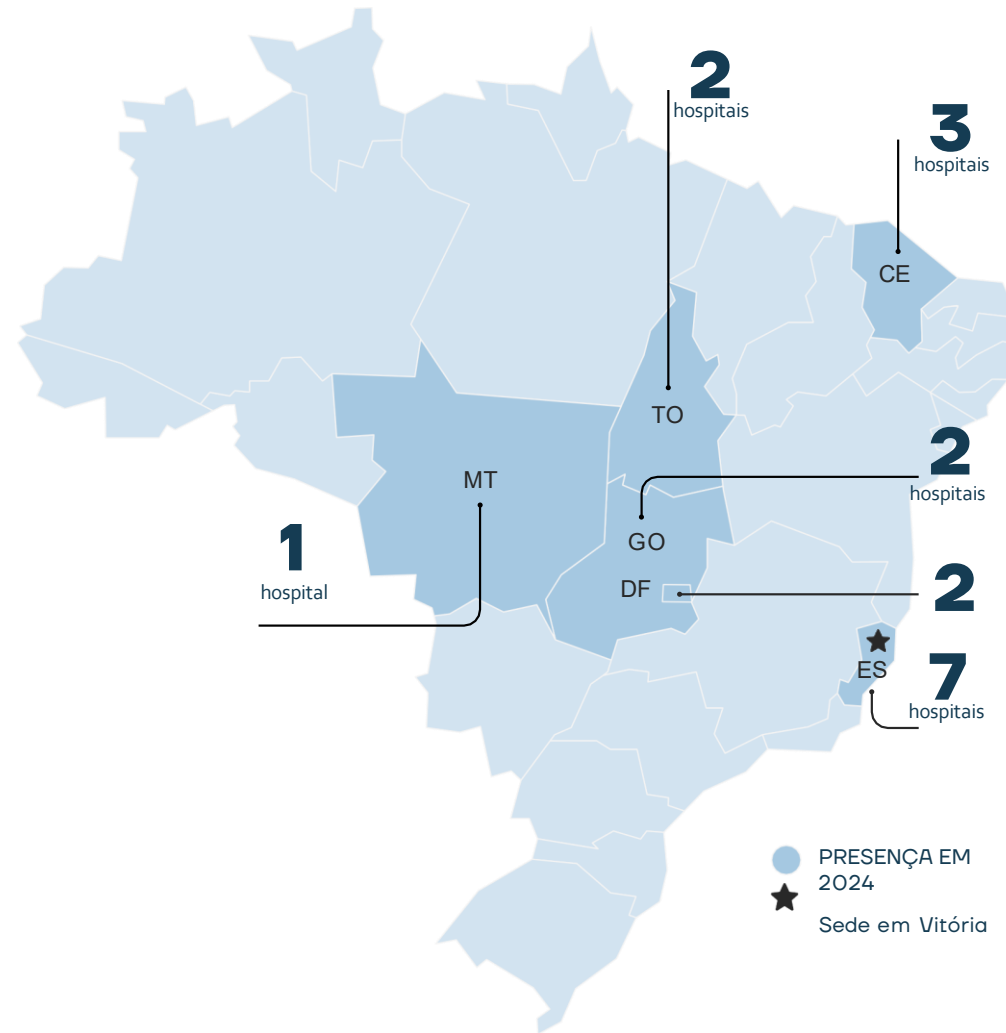 2
hospitais
3
hospitais
CE
TO
2
hospitais
MT
GO
1
hospital
DF
2
ES
7
hospitais
PRESENÇA EM
2024
Sede em Vitória